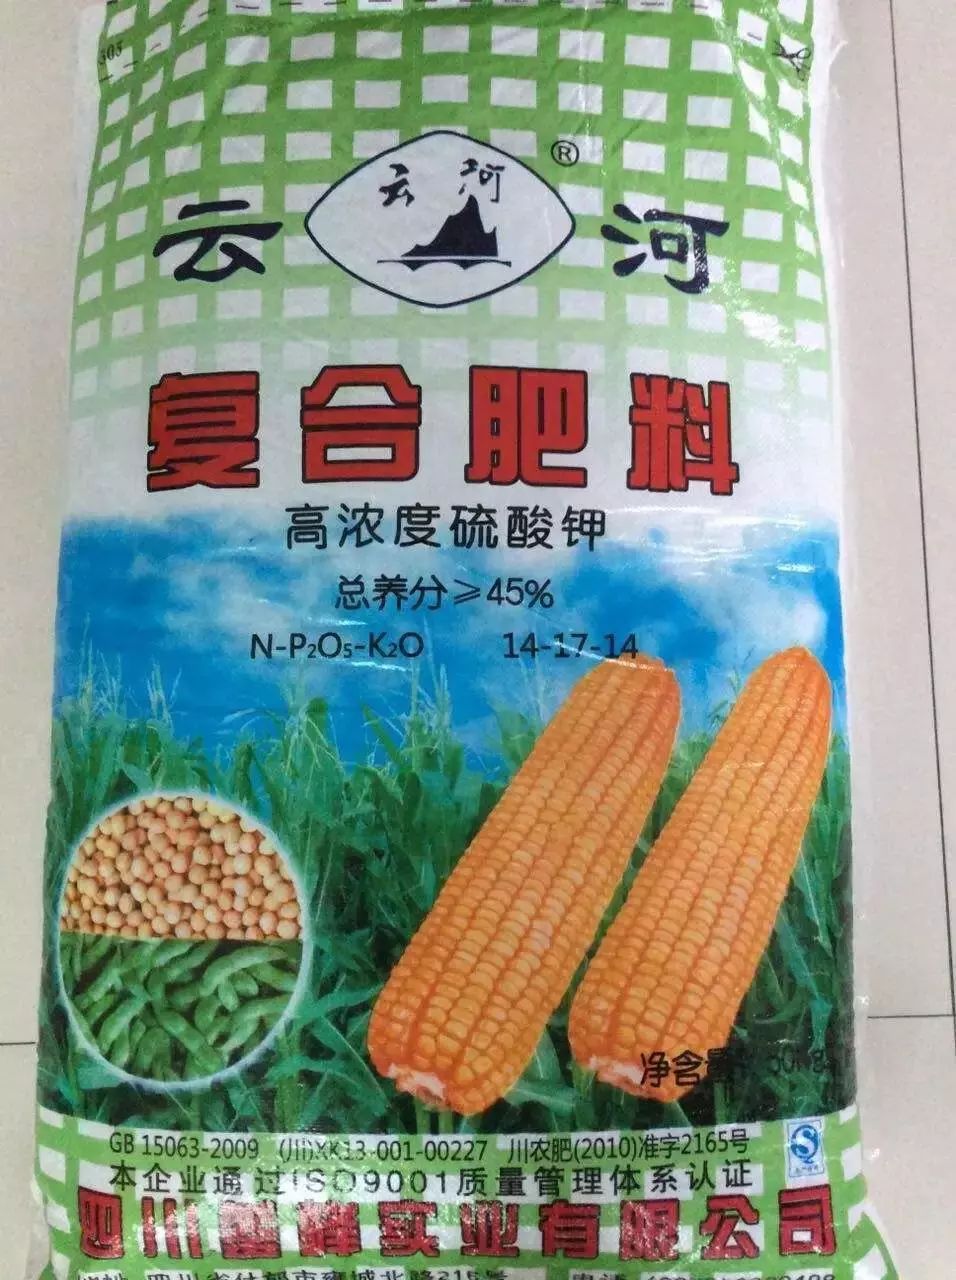 云河
®
云 河
复合肥料
高浓度硫酸钾
总养分≥45%
N-P₂O₅-K₂O 14-17-14
净含量
GB 15063-2009 (川)XK13-001-00227 川农肥(2010)准字2165号
本企业通过ISO9001质量管理体系认证
实业有限公司